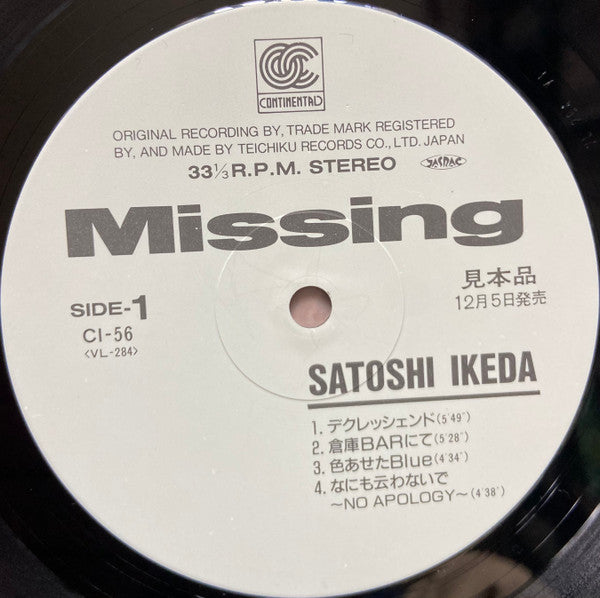 CONTINENTAL
ORIGINAL RECORDING BY, TRADE MARK REGISTERED
BY, AND MADE BY TEICHIKU RECORDS CO., LTD. JAPAN
33⅓ R.P.M. STEREO JASRAC
Missing
SIDE-1
CI-56
<VL-284>
見本品
12月5日発売
SATOSHI IKEDA
1. デクレッシェンド(5'49")
2. 倉庫BARにて(5'28")
3. 色あせたBlue(4'34")
4. なにも云わないで
~NO APOLOGY~(4'38")